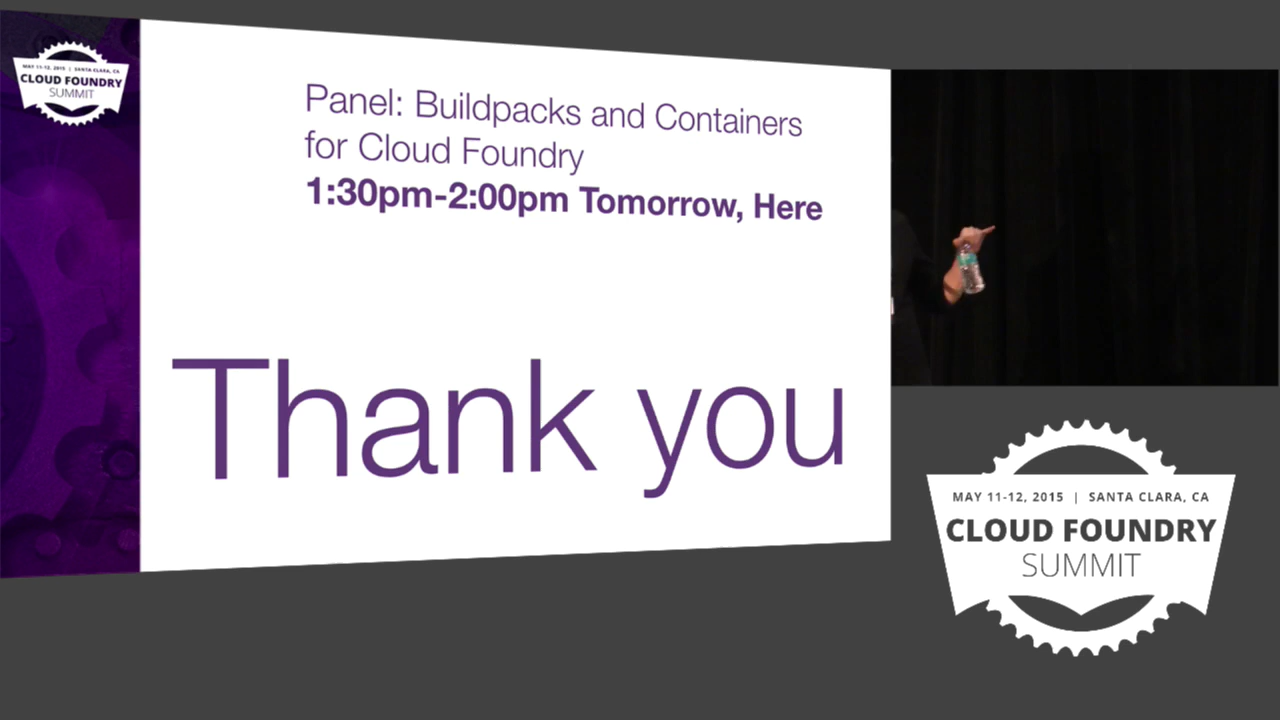 MAY 11-12, 2015 | SANTA CLARA, CA
CLOUD FOUNDRY
SUMMIT
Panel: Buildpacks and Containers
for Cloud Foundry
1:30pm-2:00pm Tomorrow, Here
Thank you
MAY 11-12, 2015 | SANTA CLARA, CA
CLOUD FOUNDRY
SUMMIT